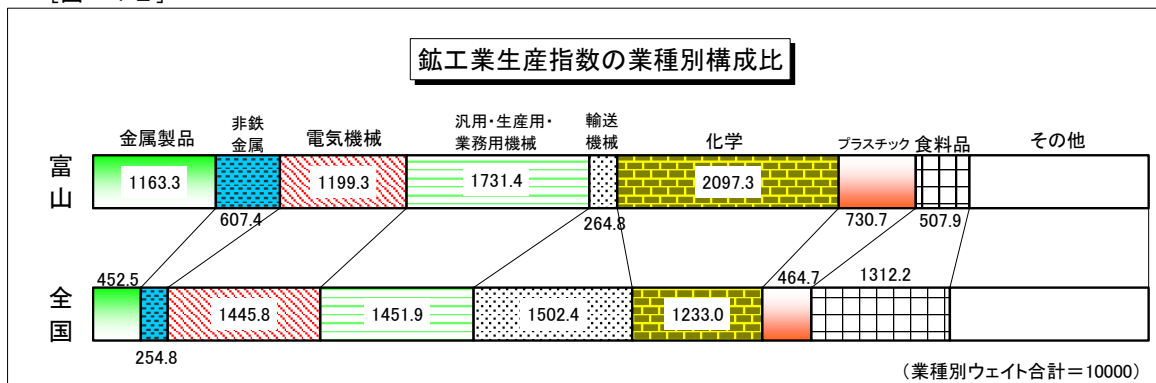 鉱工業生産指数の業種別構成比
金属製品
非鉄
金属
電気機械
汎用・生産用・
業務用機械
輸送
機械
化学
プラスチック
食料品
その他
富山
1163.3
607.4
1199.3
1731.4
264.8
2097.3
730.7
507.9
全国
452.5
254.8
1445.8
1451.9
1502.4
1233.0
464.7
1312.2
(業種別ウェイト合計=10000)